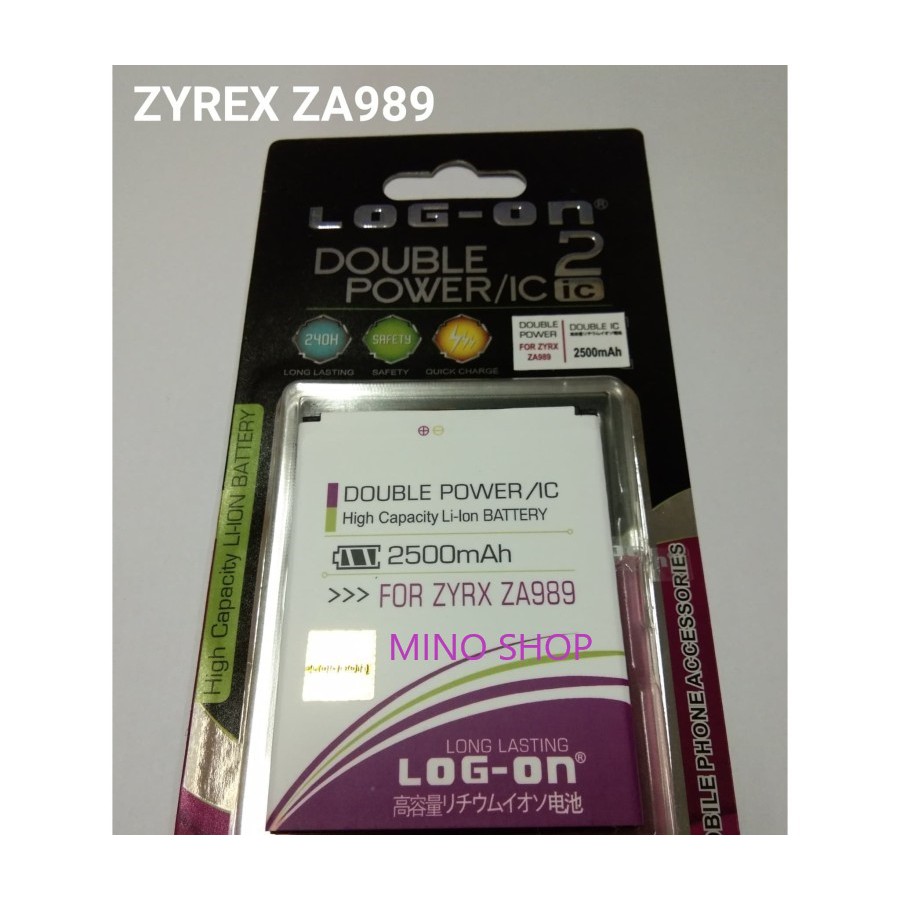 ZYREX ZA989
LOG-ON®
DOUBLE 2
POWER/IC ic
240H SAFETY
LONG LASTING SAFETY QUICK CHARGE
DOUBLE POWER
FOR ZYRX ZA989
DOUBLE IC
2500mAh
High Capacity LI-ION BATTERY
DOUBLE POWER/IC
High Capacity Li-Ion BATTERY
2500mAh
>>> FOR ZYRX ZA989
MINO SHOP
LONG LASTING
LOG-ON®
高容量リチウムイオソ电池
OBILE PHONE ACCESSORIES